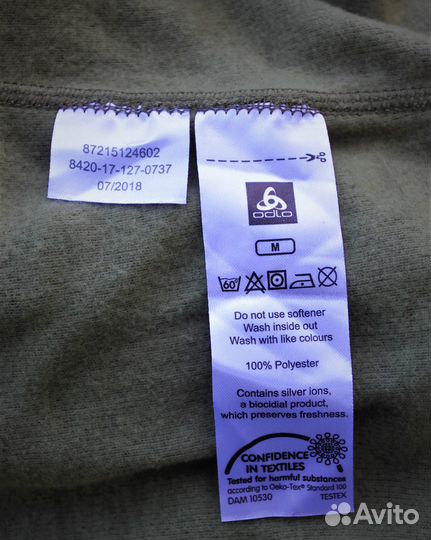 87215124602
8420-17-127-0737
07/2018
odlo
M
60
Do not use softener
Wash inside out
Wash with like colours
100% Polyester
Contains silver ions,
a biocidial product,
which preserves freshness.
CONFIDENCE
IN TEXTILES
Tested for harmful substances
according to Oeko-Tex® Standard 100
DAM 10530 TESTEX
Avito